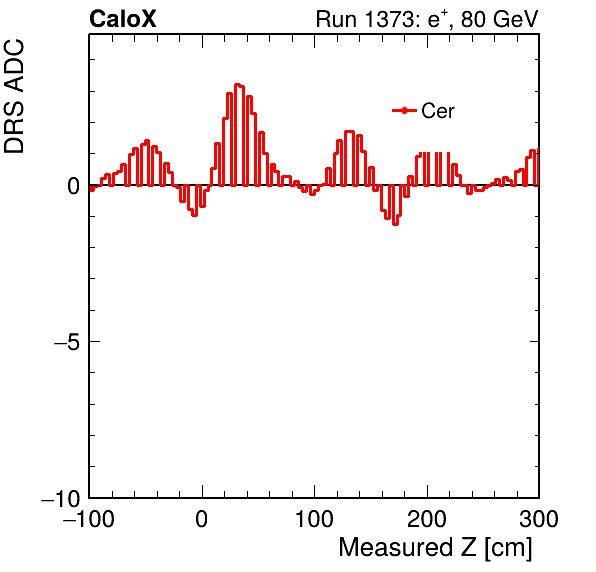 CaloX Run 1373: e⁺, 80 GeV
DRS ADC
Cer
0
−5
−10
−100 0 100 200 300
Measured Z [cm]